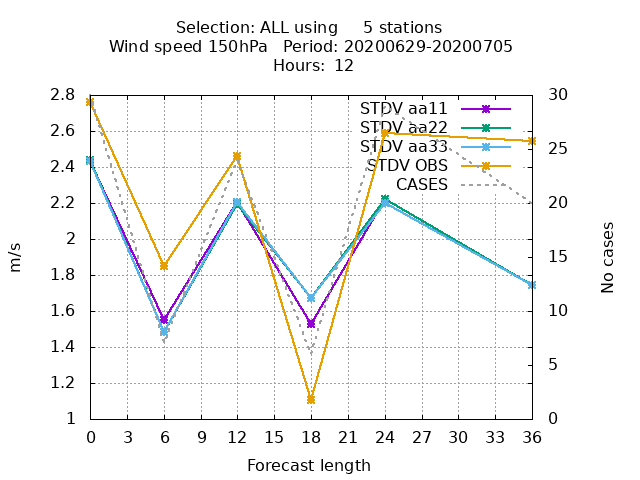 Selection: ALL using     5 stations
Wind speed 150hPa   Period: 20200629-20200705
Hours: 12
STDV aa11
STDV aa22
STDV aa33
STDV OBS
CASES
2.8
2.6
2.4
2.2
2
1.8
1.6
1.4
1.2
1
30
25
20
15
10
5
0
m/s
No cases
0 3 6 9 12 15 18 21 24 27 30 33 36
Forecast length